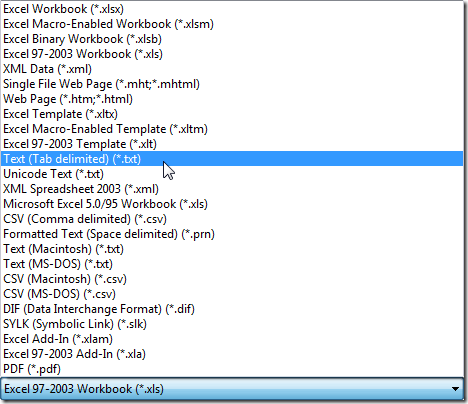 Excel Workbook (*.xlsx)
Excel Macro-Enabled Workbook (*.xlsm)
Excel Binary Workbook (*.xlsb)
Excel 97-2003 Workbook (*.xls)
XML Data (*.xml)
Single File Web Page (*.mht;*.mhtml)
Web Page (*.htm;*.html)
Excel Template (*.xltx)
Excel Macro-Enabled Template (*.xltm)
Excel 97-2003 Template (*.xlt)
Text (Tab delimited) (*.txt)
Unicode Text (*.txt)
XML Spreadsheet 2003 (*.xml)
Microsoft Excel 5.0/95 Workbook (*.xls)
CSV (Comma delimited) (*.csv)
Formatted Text (Space delimited) (*.prn)
Text (Macintosh) (*.txt)
Text (MS-DOS) (*.txt)
CSV (Macintosh) (*.csv)
CSV (MS-DOS) (*.csv)
DIF (Data Interchange Format) (*.dif)
SYLK (Symbolic Link) (*.slk)
Excel Add-In (*.xlam)
Excel 97-2003 Add-In (*.xla)
PDF (*.pdf)
Excel 97-2003 Workbook (*.xls)